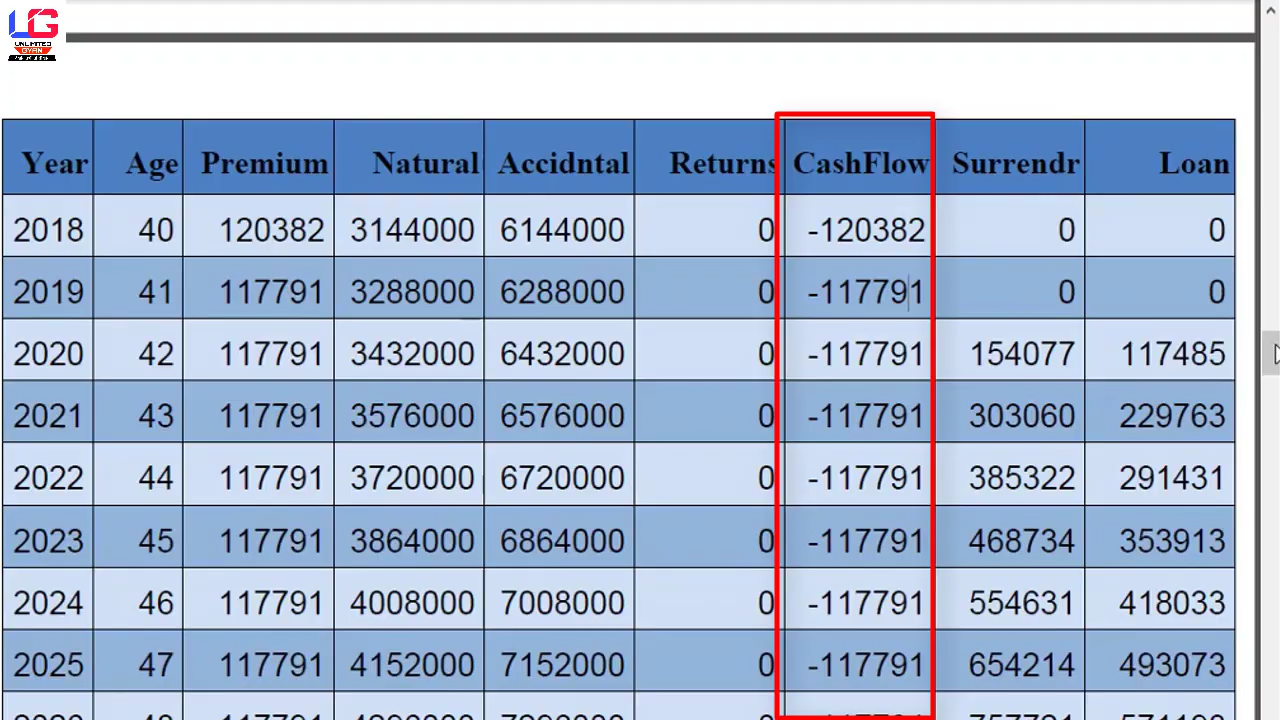 LG
UNLIMITED
GYAN
Year Age Premium Natural Accidntal Returns CashFlow Surrendr Loan
2018 40 120382 3144000 6144000 0 -120382 0 0
2019 41 117791 3288000 6288000 0 -117791 0 0
2020 42 117791 3432000 6432000 0 -117791 154077 117485
2021 43 117791 3576000 6576000 0 -117791 303060 229763
2022 44 117791 3720000 6720000 0 -117791 385322 291431
2023 45 117791 3864000 6864000 0 -117791 468734 353913
2024 46 117791 4008000 7008000 0 -117791 554631 418033
2025 47 117791 4152000 7152000 0 -117791 654214 493073